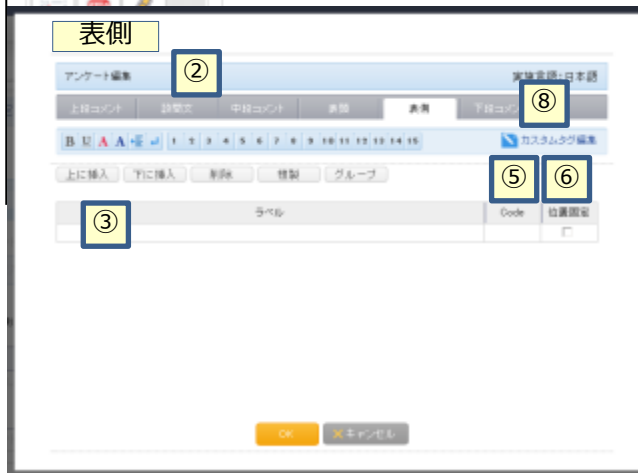 表側
②
アンケート編集 実施言語:日本語
⑧
上段コメント 設問文 中段コメント 表頭 表側 下段コメント
B U A A 1 2 3 4 5 6 7 8 9 10 11 12 13 14 15 カスタムタグ編集
上に挿入 下に挿入 削除 複製 グループ
⑤ ⑥
ラベル Code 位置固定
③
OK キャンセル